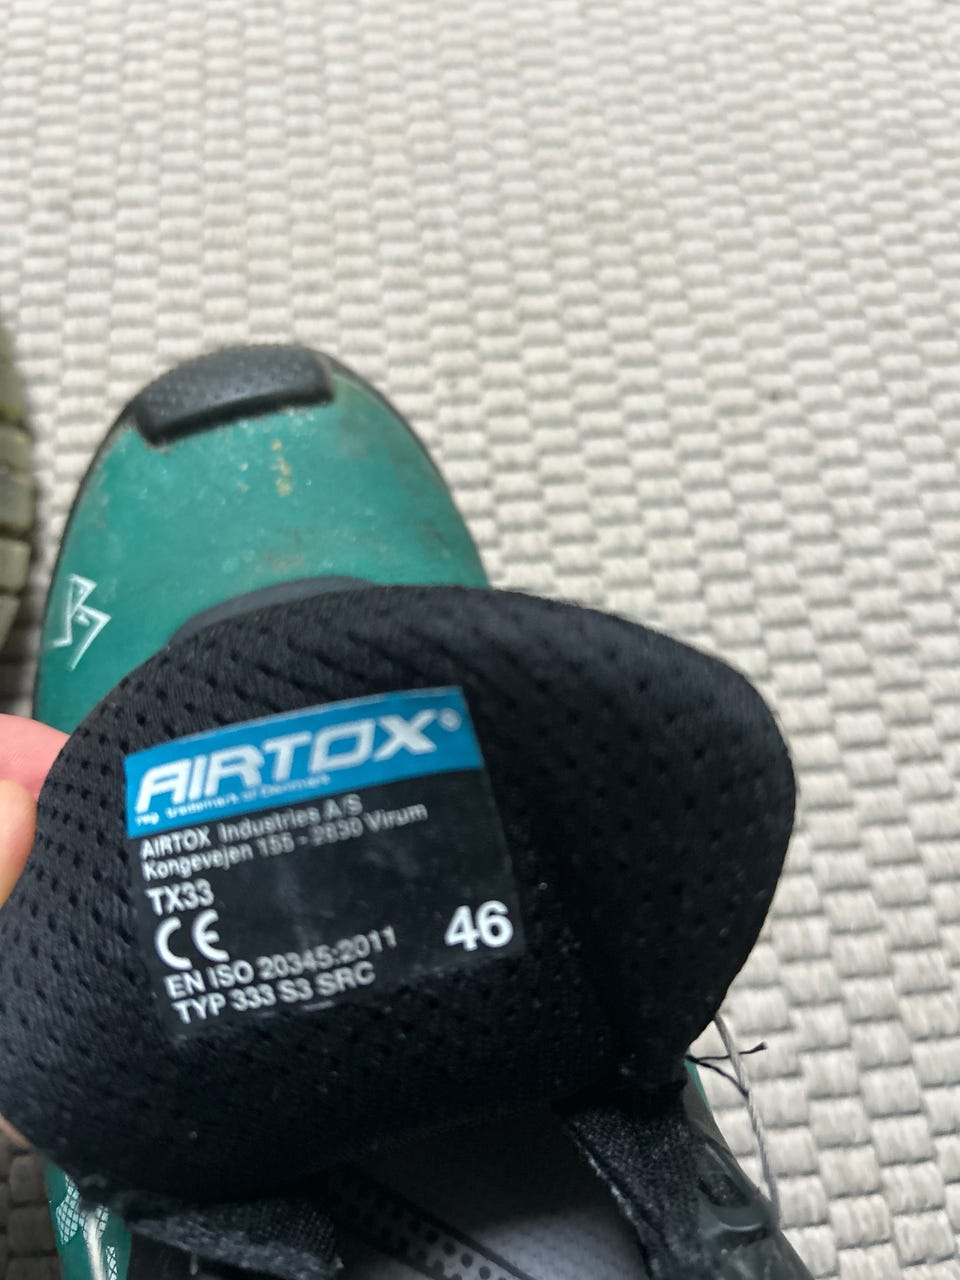 AIRTOX®
reg. trademark of Denmark
AIRTOX Industries A/S
Kongevejen 155 - 2830 Virum
TX33
CE
46
EN ISO 20345:2011
TYP 333 S3 SRC